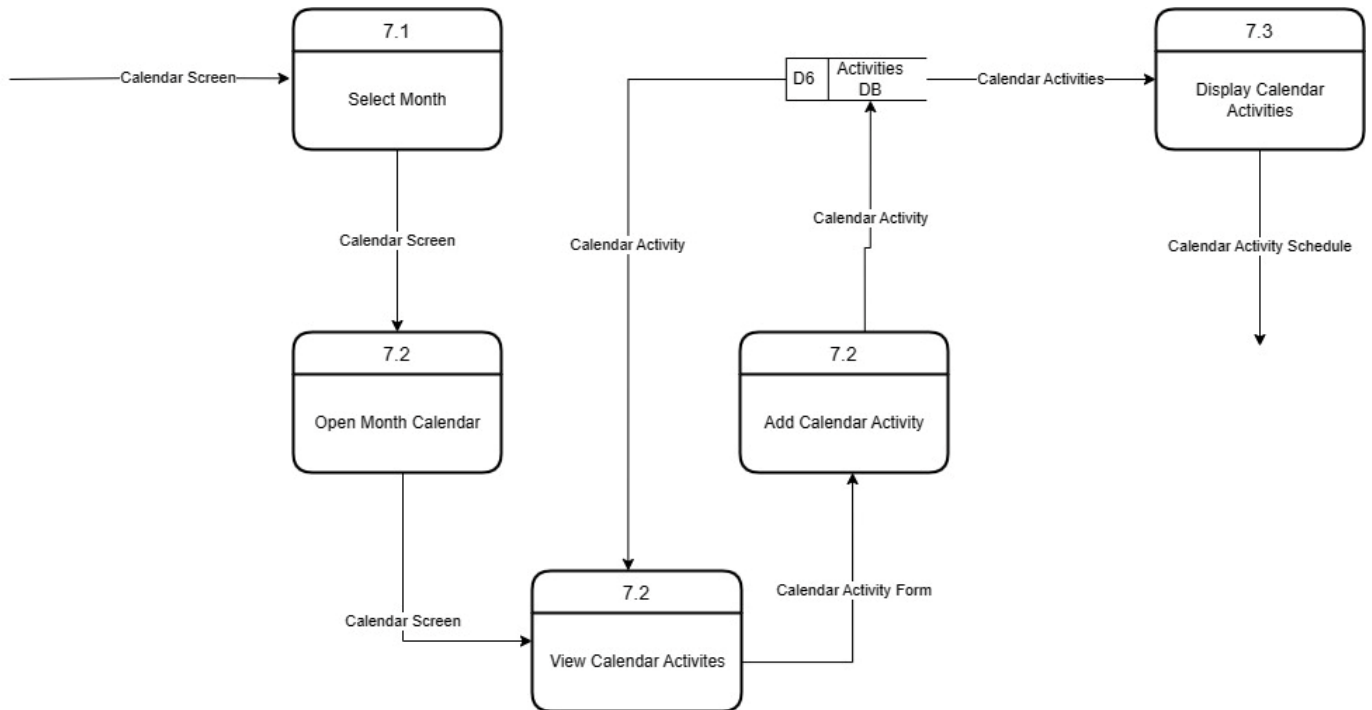 7.1
Select Month
Calendar Screen
D6
Activities
DB
Calendar Activities
7.3
Display Calendar
Activities
Calendar Screen
Calendar Activity
Calendar Activity
Calendar Activity Schedule
7.2
Open Month Calendar
7.2
Add Calendar Activity
Calendar Screen
7.2
View Calendar Activites
Calendar Activity Form